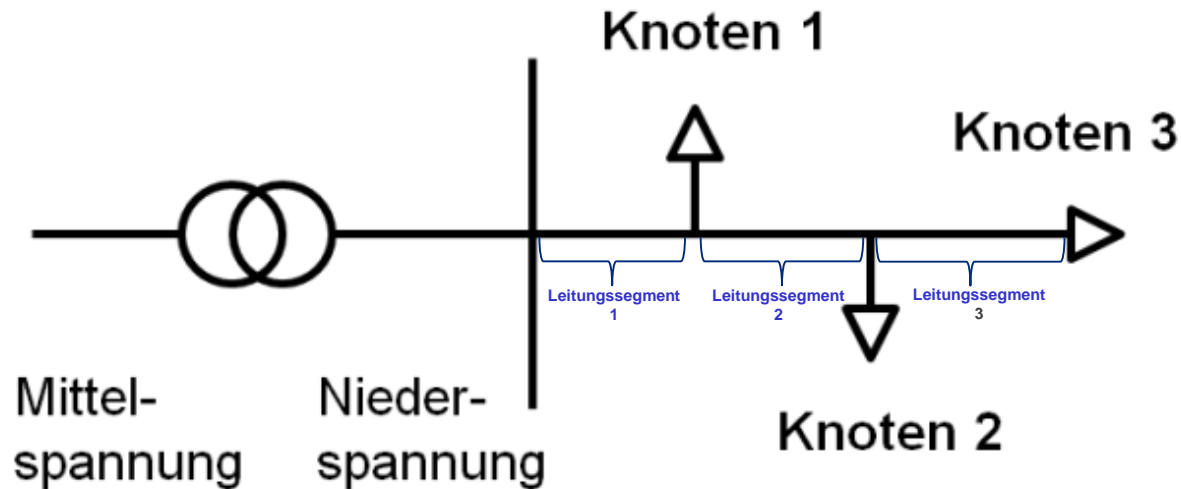 Knoten 1
Knoten 3
Leitungssegment
1
Leitungssegment
2
Leitungssegment
3
Mittel-
spannung
Nieder-
spannung
Knoten 2